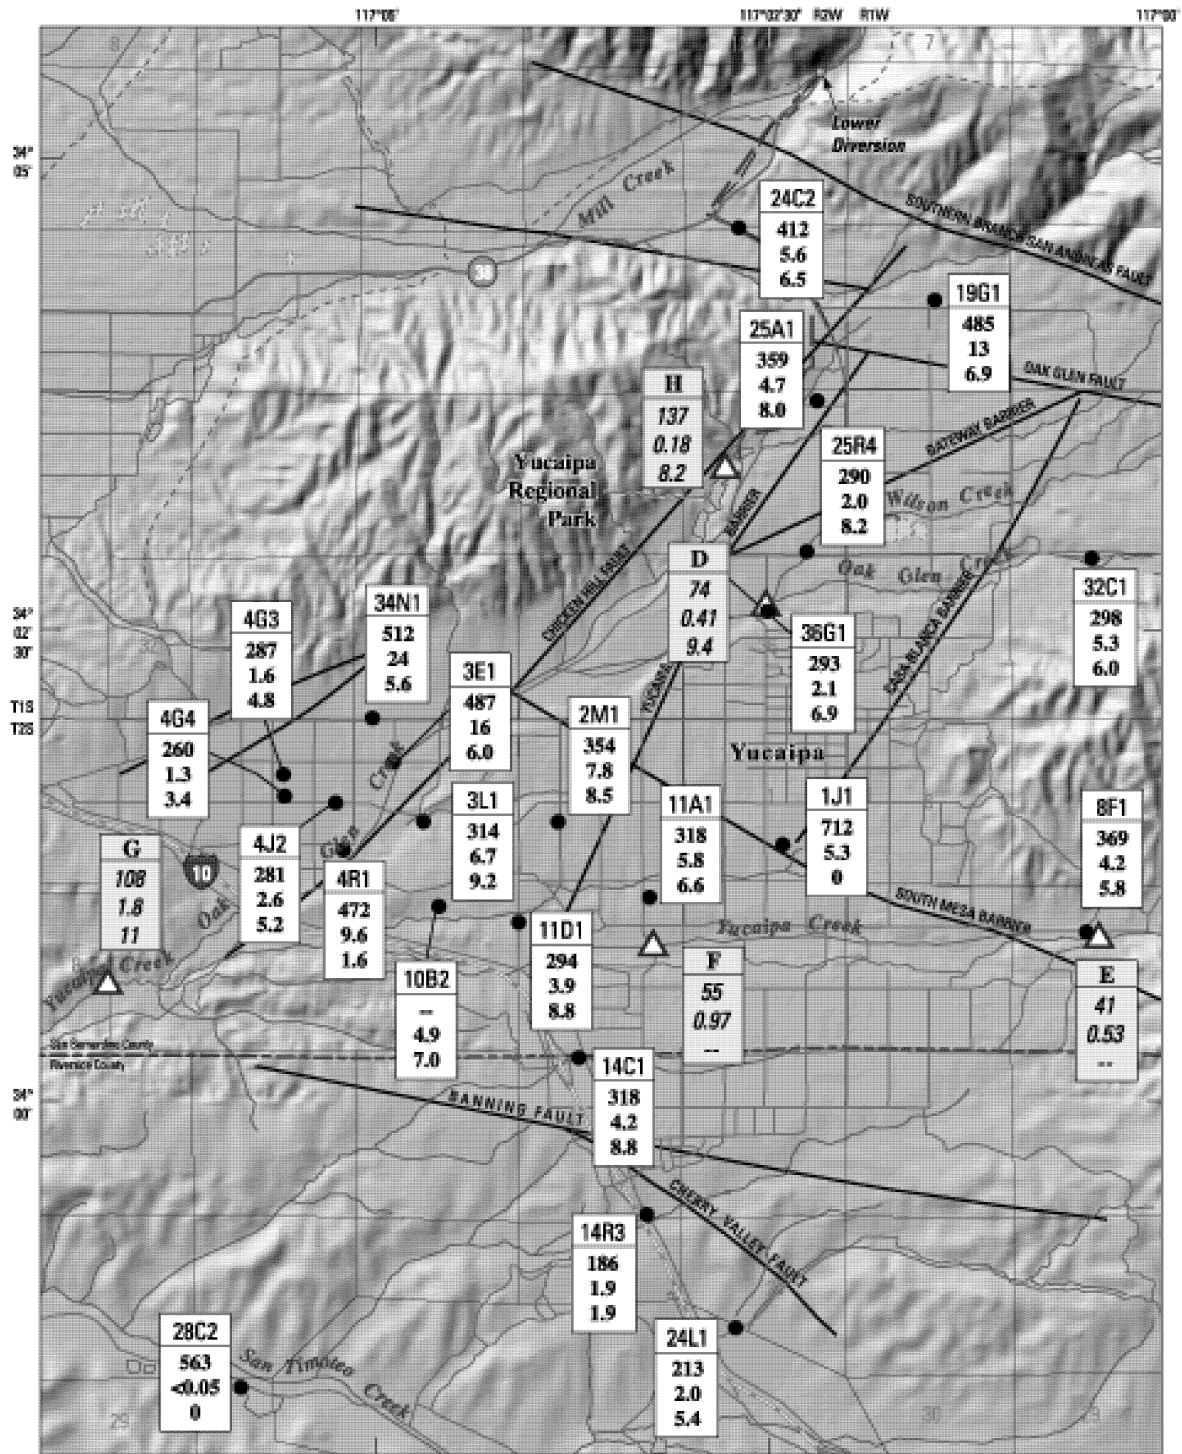 117°05'
117°02'30" R2W R1W
117°00'
7
Lower
Diversion
34°
05'
Mill Creek
SOUTHERN BRANCH SAN ANDREAS FAULT
24C2
412
5.6
6.5
38
19G1
485
13
6.9
25A1
359
4.7
8.0
OAK GLEN FAULT
H
137
0.18
8.2
GATEWAY BARRIER
25R4
290
2.0
8.2
Yucaipa
Regional
Park
Wilson Creek
BARRIER
Oak Glen Creek
CHICKEN HILL FAULT
D
74
0.41
9.4
32C1
298
5.3
6.0
34N1
512
24
5.6
4G3
287
1.6
4.8
34°
02'
30"
36G1
293
2.1
6.9
CASA BLANCA BARRIER
3E1
487
16
6.0
YUCAIPA
T1S
T2S
4G4
260
1.3
3.4
2M1
354
7.8
8.5
Yucaipa
Creek
3L1
314
6.7
9.2
11A1
318
5.8
6.6
1J1
712
5.3
0
8F1
369
4.2
5.8
G
108
1.8
11
10
4J2
281
2.6
5.2
Glen
Oak
4R1
472
9.6
1.6
SOUTH MESA BARRIER
Yucaipa Creek
11D1
294
3.9
8.8
Yucaipa Creek
10B2
--
4.9
7.0
F
55
0.97
--
E
41
0.53
--
San Bernardino County
Riverside County
14C1
318
4.2
8.8
34°
00'
BANNING FAULT
CHERRY VALLEY FAULT
14R3
186
1.9
1.9
28C2
563
<0.05
0
24L1
213
2.0
5.4
San Timoteo Creek
29
30